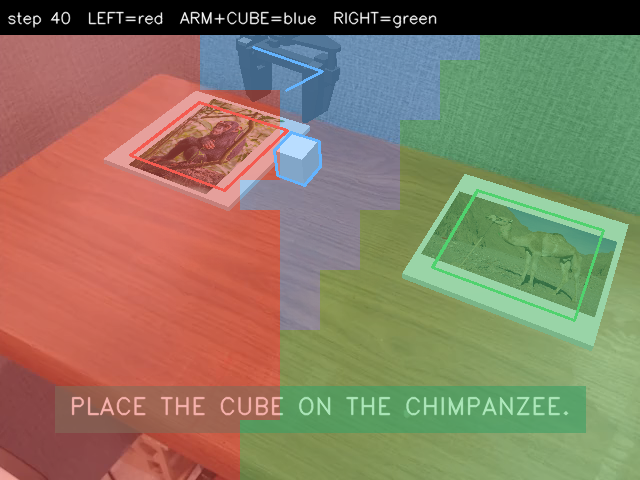 step 40 LEFT=red ARM+CUBE=blue RIGHT=green
PLACE THE CUBE ON THE CHIMPANZEE.